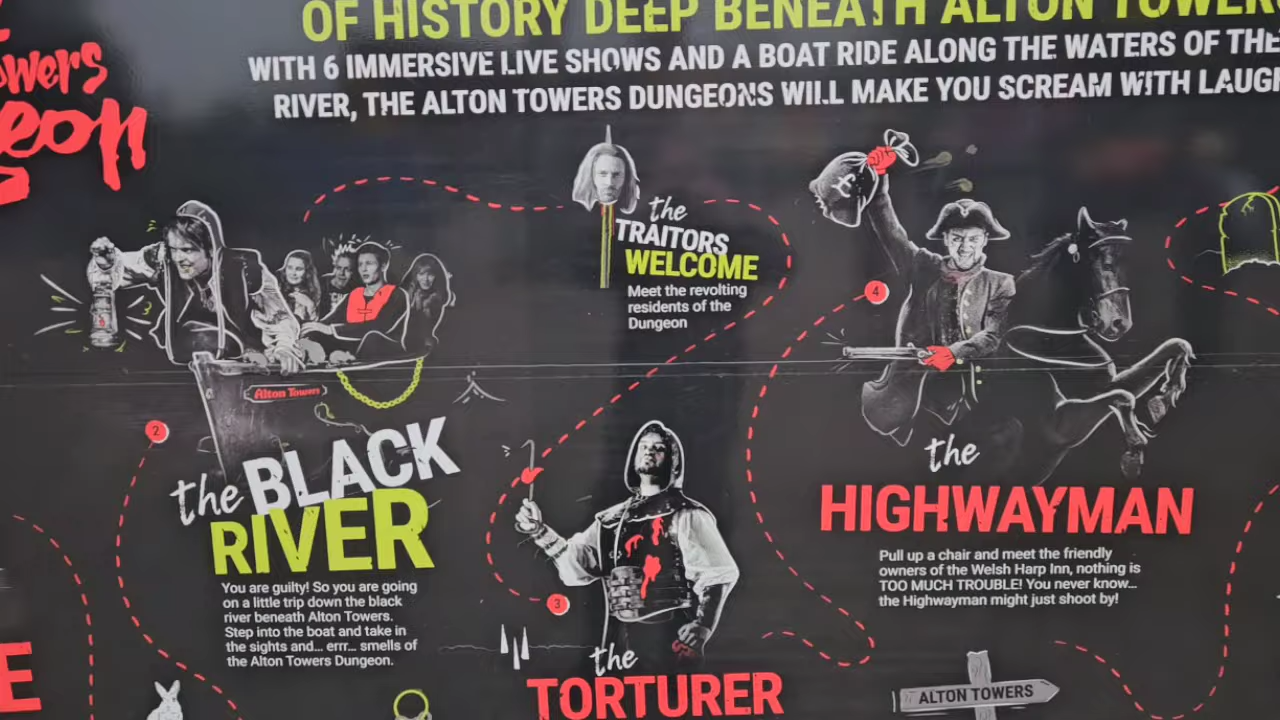 OF HISTORY DEEP BENEATH ALTON TOWERS
WITH 6 IMMERSIVE LIVE SHOWS AND A BOAT RIDE ALONG THE WATERS OF THE
RIVER, THE ALTON TOWERS DUNGEONS WILL MAKE YOU SCREAM WITH LAUGH
owers
eon
the
TRAITORS
WELCOME
Meet the revolting
residents of the
Dungeon
£
4
Alton Towers
2
the BLACK
RIVER
You are guilty! So you are going
on a little trip down the black
river beneath Alton Towers.
Step into the boat and take in
the sights and... errr... smells of
the Alton Towers Dungeon.
3
the
TORTURER
the
HIGHWAYMAN
Pull up a chair and meet the friendly
owners of the Welsh Harp Inn, nothing is
TOO MUCH TROUBLE! You never know...
the Highwayman might just shoot by!
ALTON TOWERS
E